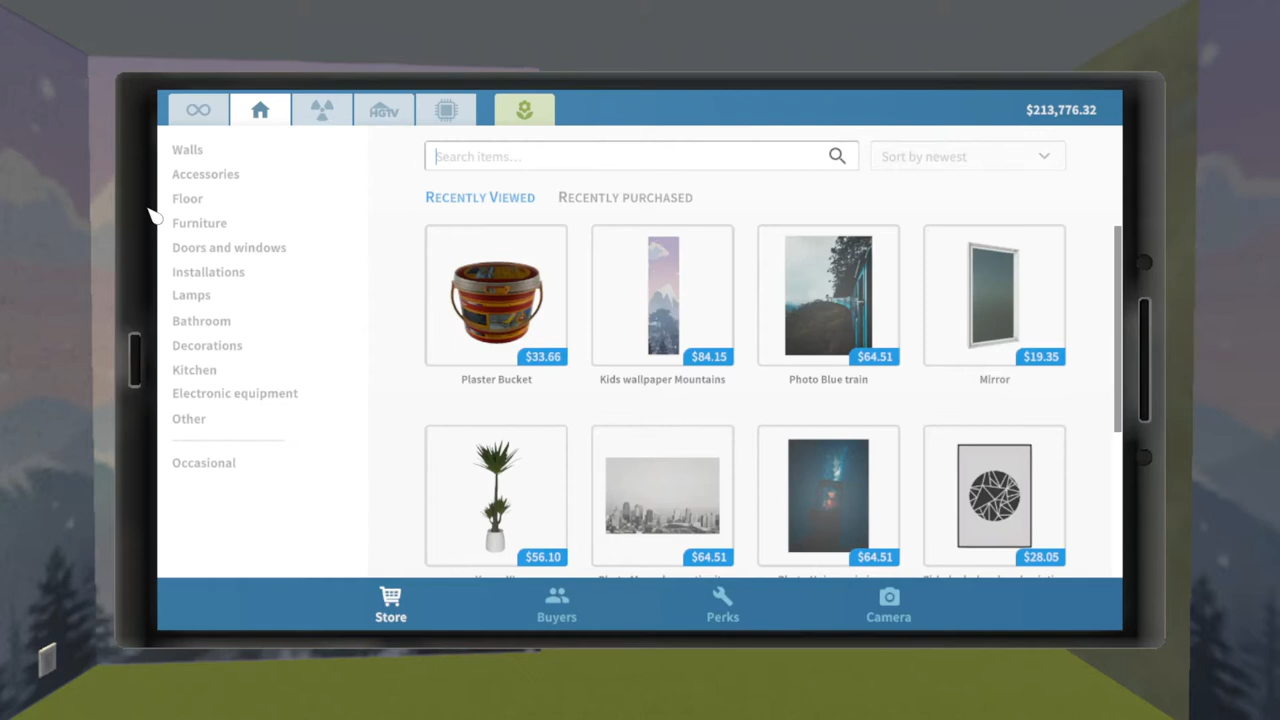 HGTV
$213,776.32
Walls
Accessories
Floor
Furniture
Doors and windows
Installations
Lamps
Bathroom
Decorations
Kitchen
Electronic equipment
Other
Occasional
Search items...
Sort by newest
RECENTLY VIEWED
RECENTLY PURCHASED
$33.66
$84.15
$64.51
$19.35
Plaster Bucket
Kids wallpaper Mountains
Photo Blue train
Mirror
$56.10
$64.51
$64.51
$28.05
Store
Buyers
Perks
Camera